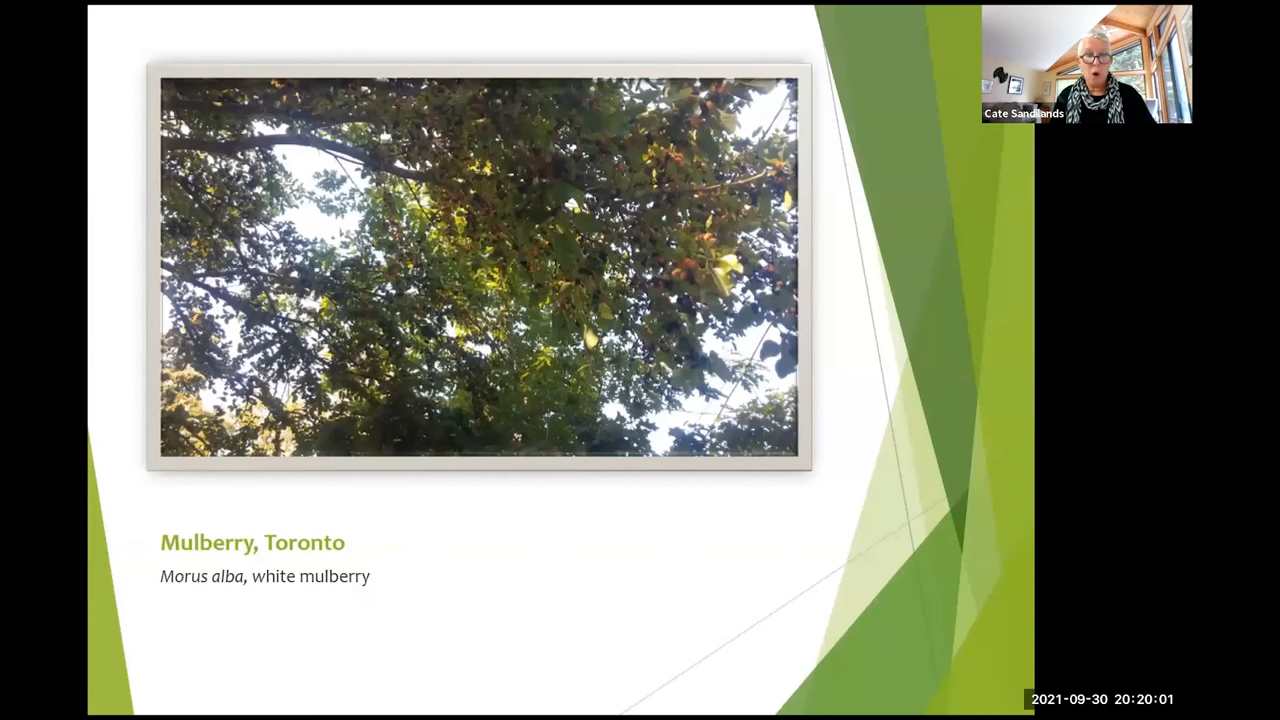 Cate Sandilands
Mulberry, Toronto
Morus alba, white mulberry
2021-09-30 20:20:01